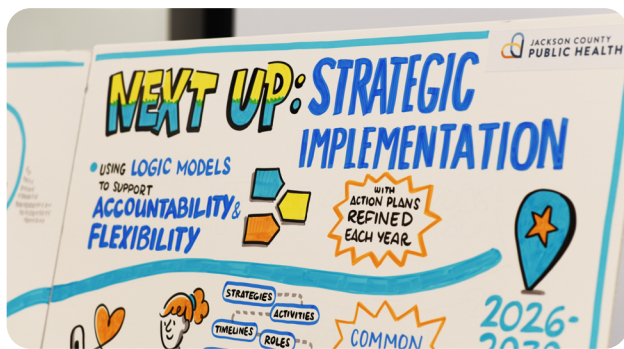 JACKSON COUNTY
PUBLIC HEALTH
NEXT UP: STRATEGIC
IMPLEMENTATION
USING LOGIC MODELS
TO SUPPORT
ACCOUNTABILITY &
FLEXIBILITY
WITH
ACTION PLANS
REFINED
EACH YEAR
STRATEGIES
ACTIVITIES
TIMELINES
ROLES
COMMON
2026-